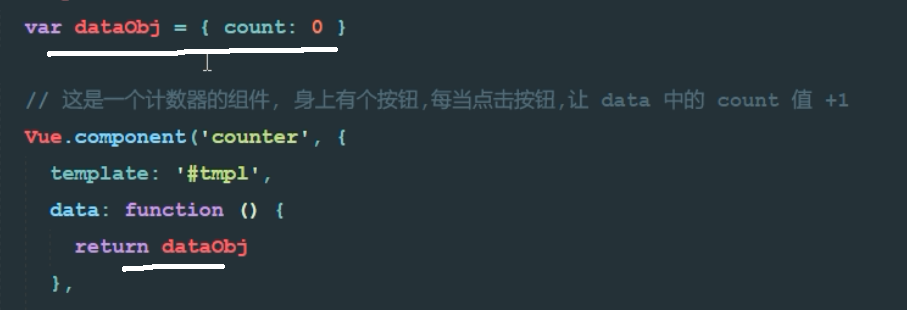 var dataObj = { count: 0 }
// 这是一个计数器的组件, 身上有个按钮,每当点击按钮,让 data 中的 count 值 +1
Vue.component('counter', {
template: '#tmpl',
data: function () {
return dataObj
},